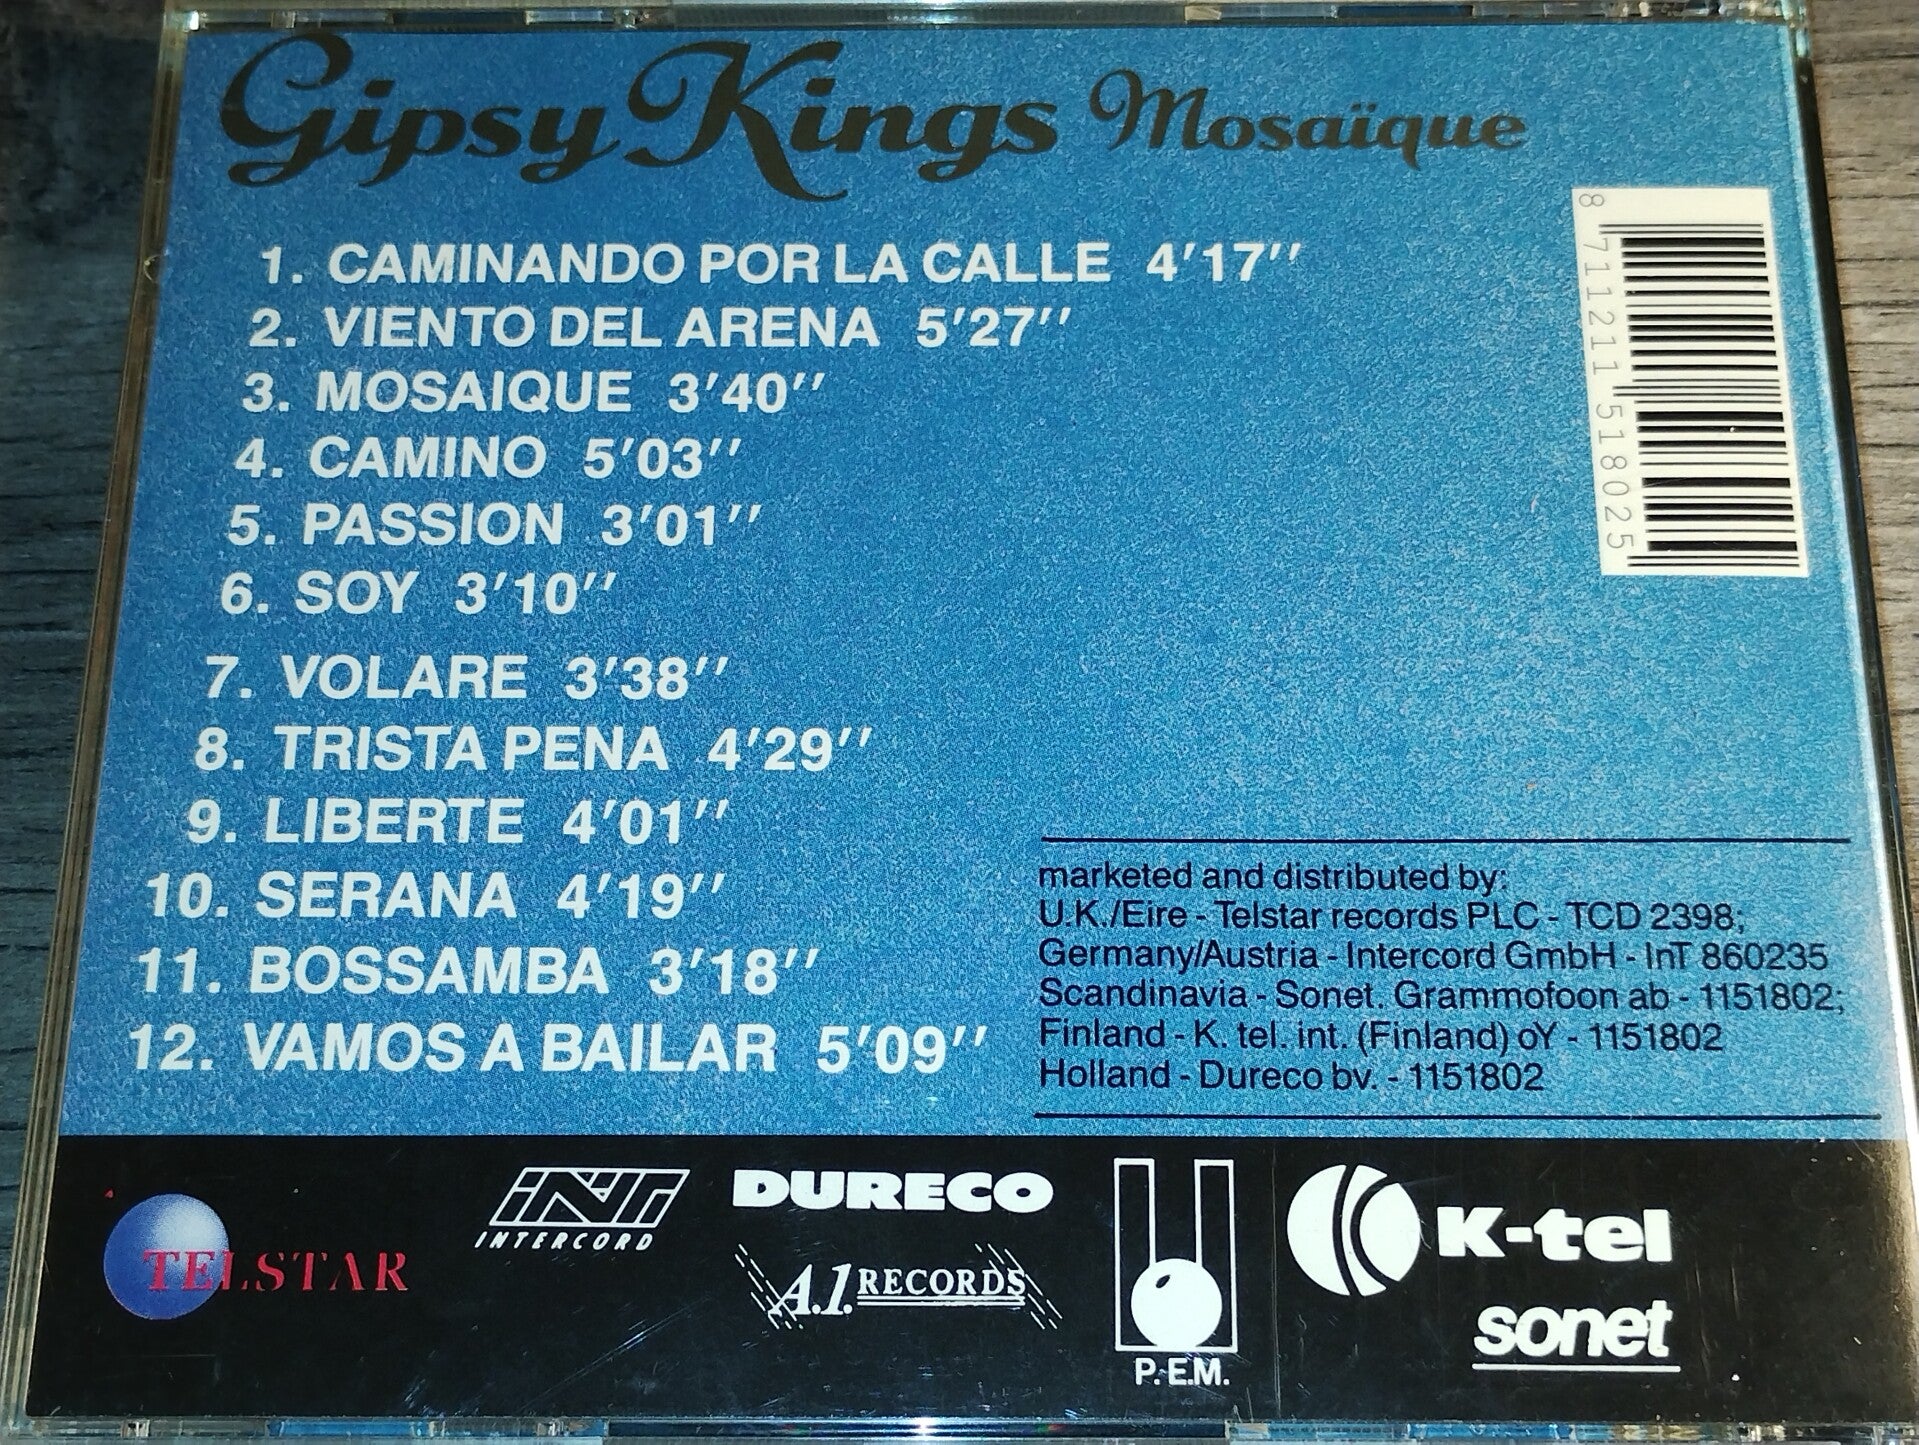 Gipsy Kings Mosaïque
1. CAMINANDO POR LA CALLE 4'17''
2. VIENTO DEL ARENA 5'27''
3. MOSAIQUE 3'40''
4. CAMINO 5'03''
5. PASSION 3'01''
6. SOY 3'10''
7. VOLARE 3'38''
8. TRISTA PENA 4'29''
9. LIBERTE 4'01''
10. SERANA 4'19''
11. BOSSAMBA 3'18''
12. VAMOS A BAILAR 5'09''
8 711211 518025
marketed and distributed by:
U.K./Eire - Telstar records PLC - TCD 2398;
Germany/Austria - Intercord GmbH - InT 860235
Scandinavia - Sonet. Grammofoon ab - 1151802;
Finland - K. tel. int. (Finland) oY - 1151802
Holland - Dureco bv. - 1151802
TELSTAR
INT
INTERCORD
DURECO
A.1. RECORDS
P.E.M.
K-tel
sonet